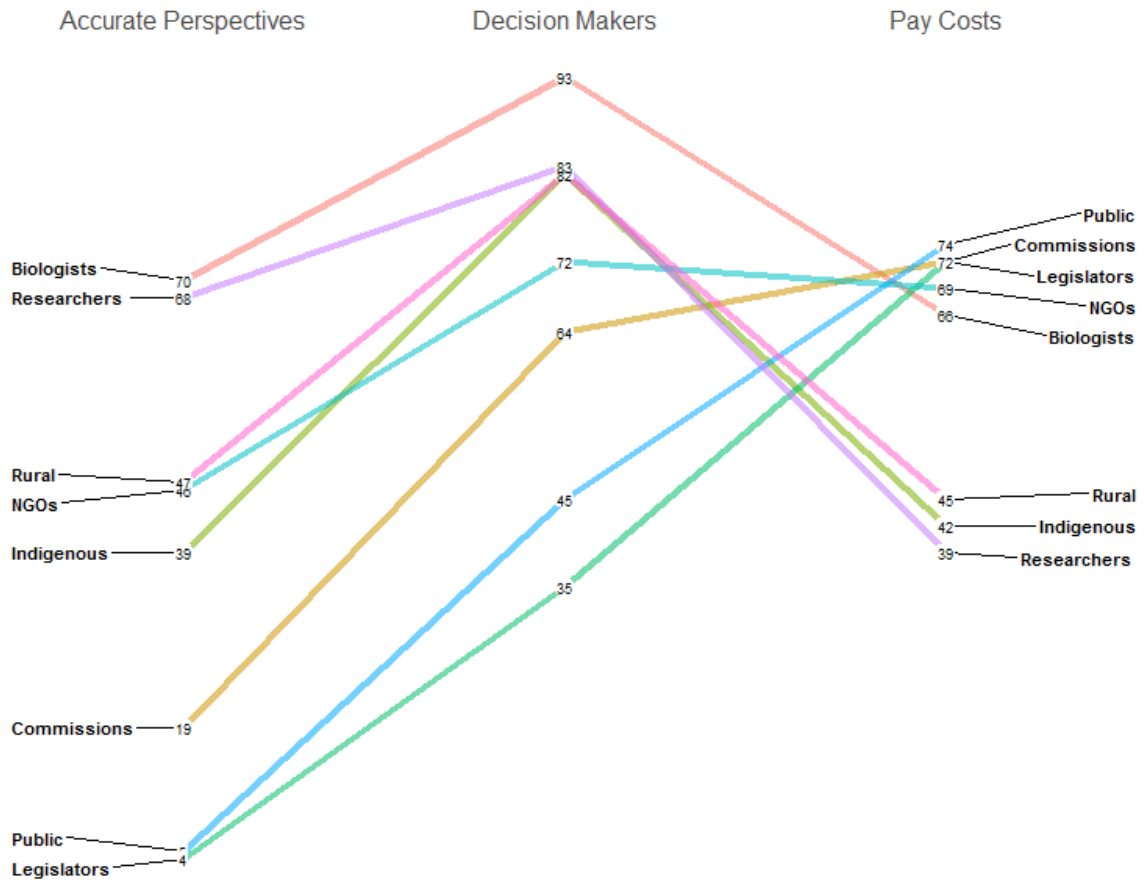 Accurate Perspectives Decision Makers Pay Costs
93
83
82
Public
74
Commissions
72
Legislators
69
NGOs
66
Biologists
Biologists 70
Researchers 68
72
64
Rural 47
NGOs 46
Indigenous 39
45
45 Rural
42 Indigenous
39 Researchers
35
Commissions 19
Public
Legislators 4